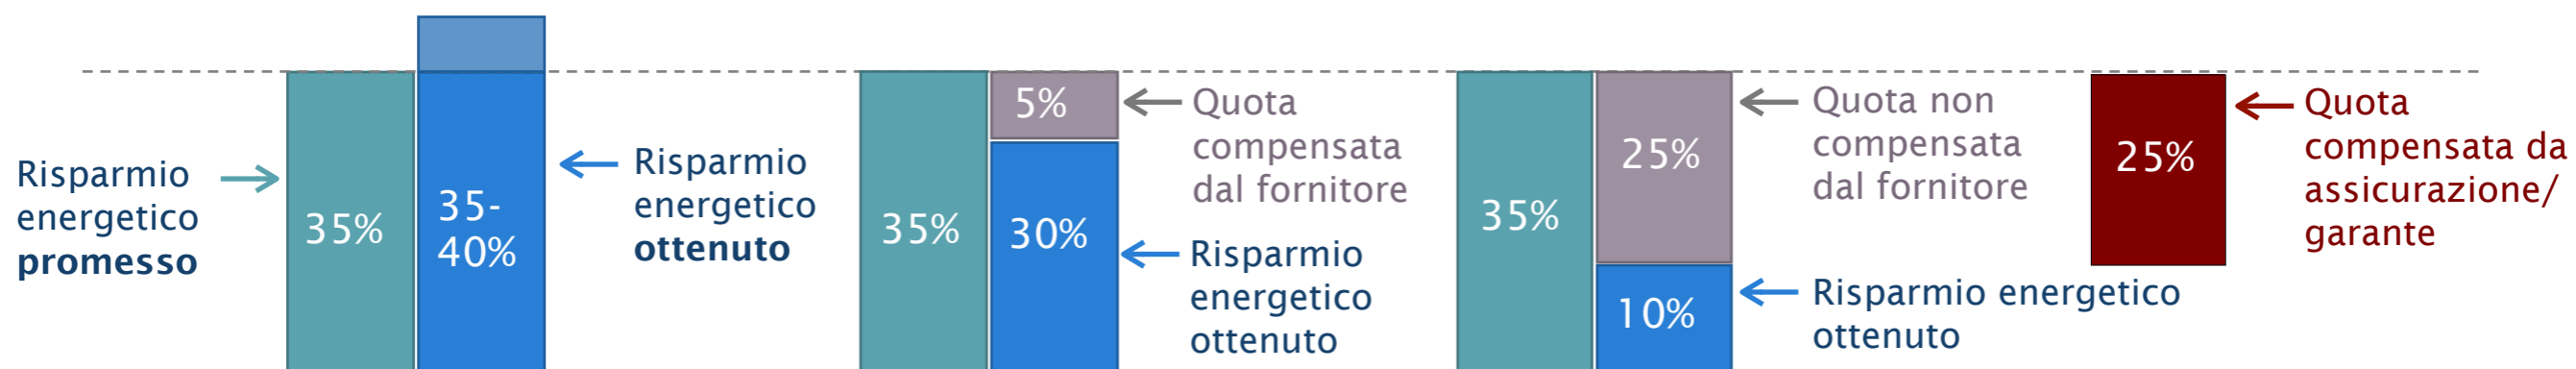 Risparmio
energetico
promesso
35%
35-
40%
Risparmio
energetico
ottenuto
35%
5%
30%
Quota
compensata
dal fornitore
Risparmio
energetico
ottenuto
35%
25%
10%
Quota non
compensata
dal fornitore
Risparmio energetico
ottenuto
25%
Quota
compensata da
assicurazione/
garante